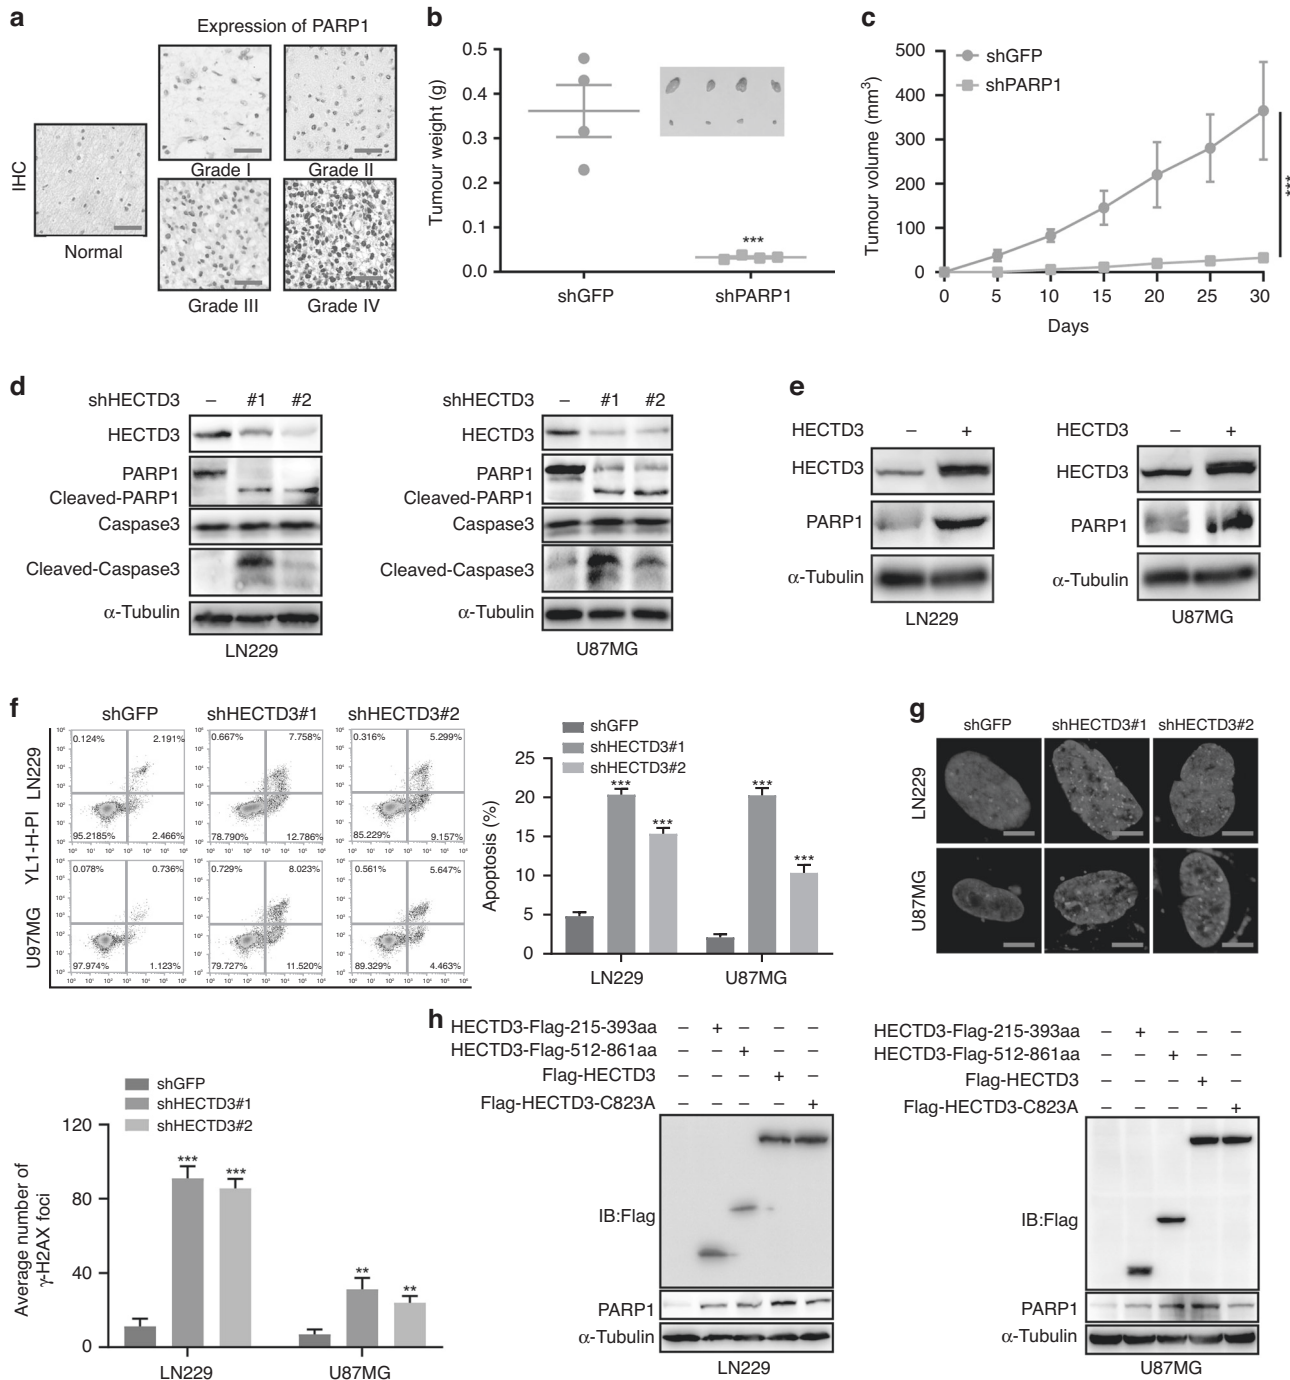 a
Expression of PARP1
IHC
Normal
Grade I
Grade II
Grade III
Grade IV
b
Tumour weight (g)
0.5
0.4
0.3
0.2
0.1
0.0
***
shGFP
shPARP1
c
Tumour volume (mm3)
500
400
300
200
100
0
shGFP
shPARP1
***
0 5 10 15 20 25 30
Days
d
shHECTD3 – #1 #2
HECTD3
PARP1
Cleaved-PARP1
Caspase3
Cleaved-Caspase3
α-Tubulin
LN229
shHECTD3 – #1 #2
HECTD3
PARP1
Cleaved-PARP1
Caspase3
Cleaved-Caspase3
α-Tubulin
U87MG
e
HECTD3 – +
HECTD3
PARP1
α-Tubulin
LN229
HECTD3 – +
HECTD3
PARP1
α-Tubulin
U87MG
f
shGFP shHECTD3#1 shHECTD3#2
YL1-H-PI LN229
0.124% 2.191% 0.667% 7.758% 0.316% 5.299%
95.2185% 2.466% 78.790% 12.786% 85.229% 9.157%
U97MG
0.078% 0.736% 0.729% 8.023% 0.561% 5.647%
97.974% 1.123% 79.727% 11.520% 89.329% 4.463%
shGFP
shHECTD3#1
shHECTD3#2
Apoptosis (%)
25
20
15
10
5
0
*** *** *** ***
LN229 U87MG
g
shGFP shHECTD3#1 shHECTD3#2
LN229
U87MG
shGFP
shHECTD3#1
shHECTD3#2
Average number of
γ-H2AX foci
120
80
40
0
*** *** ** **
LN229 U87MG
h
HECTD3-Flag-215-393aa – + – – –
HECTD3-Flag-512-861aa – – + – –
Flag-HECTD3 – – – + –
Flag-HECTD3-C823A – – – – +
IB:Flag
PARP1
α-Tubulin
LN229
HECTD3-Flag-215-393aa – + – – –
HECTD3-Flag-512-861aa – – + – –
Flag-HECTD3 – – – + –
Flag-HECTD3-C823A – – – – +
IB:Flag
PARP1
α-Tubulin
U87MG